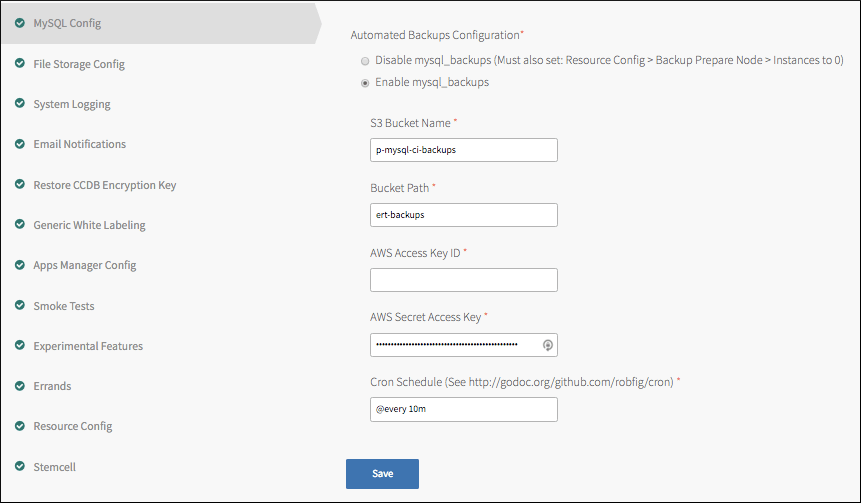 MySQL Config
File Storage Config
System Logging
Email Notifications
Restore CCDB Encryption Key
Generic White Labeling
Apps Manager Config
Smoke Tests
Experimental Features
Errands
Resource Config
Stemcell
Automated Backups Configuration*
Disable mysql_backups (Must also set: Resource Config > Backup Prepare Node > Instances to 0)
Enable mysql_backups
S3 Bucket Name *
p-mysql-ci-backups
Bucket Path *
ert-backups
AWS Access Key ID *
AWS Secret Access Key *
Cron Schedule (See http://godoc.org/github.com/robfig/cron) *
@every 10m
Save